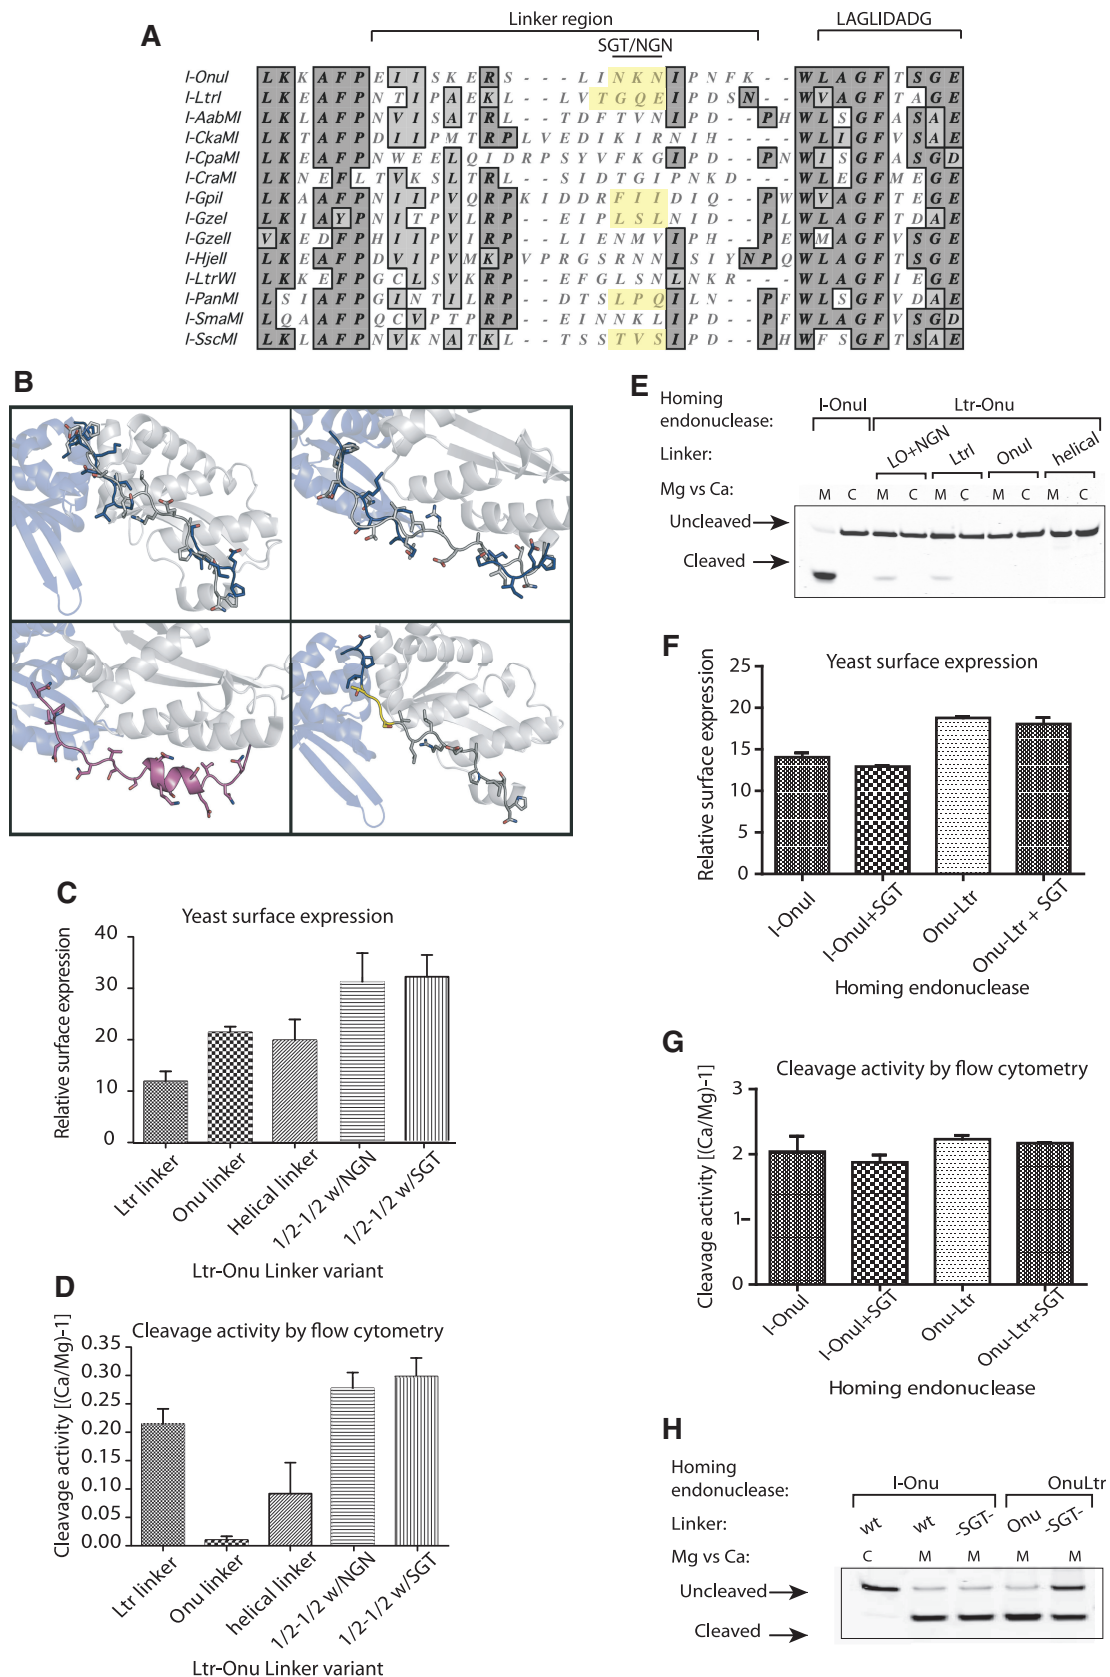 A
Linker region
LAGLIDADG
SGT/NGN
I-OnuI L K K A F P E I I S K E R S - - - L I N K N I P N F K - - W L A G F T S G E
I-LtrI L K E A F P N T I P A E K L - - L V T G Q E I P D S N - - W V A G F T A G E
I-AabMI L K L A F P N V I S A T R L - - T D F T V N I P D - - P H W L S G F A S A E
I-CkaMI L K T A F P D I I P M T R P L V E D I K I R N I H - - - - W L I G F V S A E
I-CpaMI L K E A F P N W E E L Q I D R P S Y V F K G I P D - - P N W I S G F A S G D
I-CraMI L K N E F L T V K S L T R L - - S I D T G I P N K D - - - W L E G F M E G E
I-GpiI L K A A F P N I I P V Q R P K I D D R F I I D I Q - - P W W V A G F T E G E
I-GzeI L K I A Y P N I T P V L R P - - E I P L S L N I D - - P L W L A G F T D A E
I-GzeII V K E D F P H I I P V I R P - - L I E N M V I P H - - P E W M A G F V S G E
I-HjeII L K E A F P D V I P V M K P V P R G S R N N I S I Y N P Q W L A G F T S G E
I-LtrWI L K K E F P G C L S V K R P - - E F G L S N L N K R - - - W L A G F T S G E
I-PanMI L S I A F P G I N T I L R P - - D T S L P Q I L N - - P F W L S G F V D A E
I-SmaMI L Q A A F P Q C V P T P R P - - E I N N K L I P D - - P F W L A G F V S G D
I-SscMI L K L A F P N V K N A T K L - - T S S T V S I P D - - P H W F S G F T S A E
B
C
Yeast surface expression
Relative surface expression
40
30
20
10
0
Ltr linker
Onu linker
Helical linker
1/2-1/2 w/NGN
1/2-1/2 w/SGT
Ltr-Onu Linker variant
D
Cleavage activity by flow cytometry
Cleavage activity [(Ca/Mg)-1]
0.30
0.20
0.15
0.10
0.05
0.00
Ltr linker
Onu linker
helical linker
1/2-1/2 w/NGN
1/2-1/2 w/SGT
Ltr-Onu Linker variant
E
Homing
endonuclease:
I-OnuI
Ltr-Onu
Linker:
LO+NGN
LtrI
OnuI
helical
Mg vs Ca:
M C M C M C M C M C
Uncleaved
Cleaved
F
Yeast surface expression
Relative surface expression
25
20
15
10
5
0
I-OnuI
I-OnuI+SGT
Onu-Ltr
Onu-Ltr + SGT
Homing endonuclease
G
Cleavage activity by flow cytometry
Cleavage activity [(Ca/Mg)-1]
3
2
1
0
I-OnuI
I-OnuI+SGT
Onu-Ltr
Onu-Ltr+SGT
Homing endonuclease
H
Homing
endonuclease:
I-Onu
OnuLtr
Linker:
wt
wt
-SGT-
Onu
-SGT-
Mg vs Ca:
C M M M M
Uncleaved
Cleaved